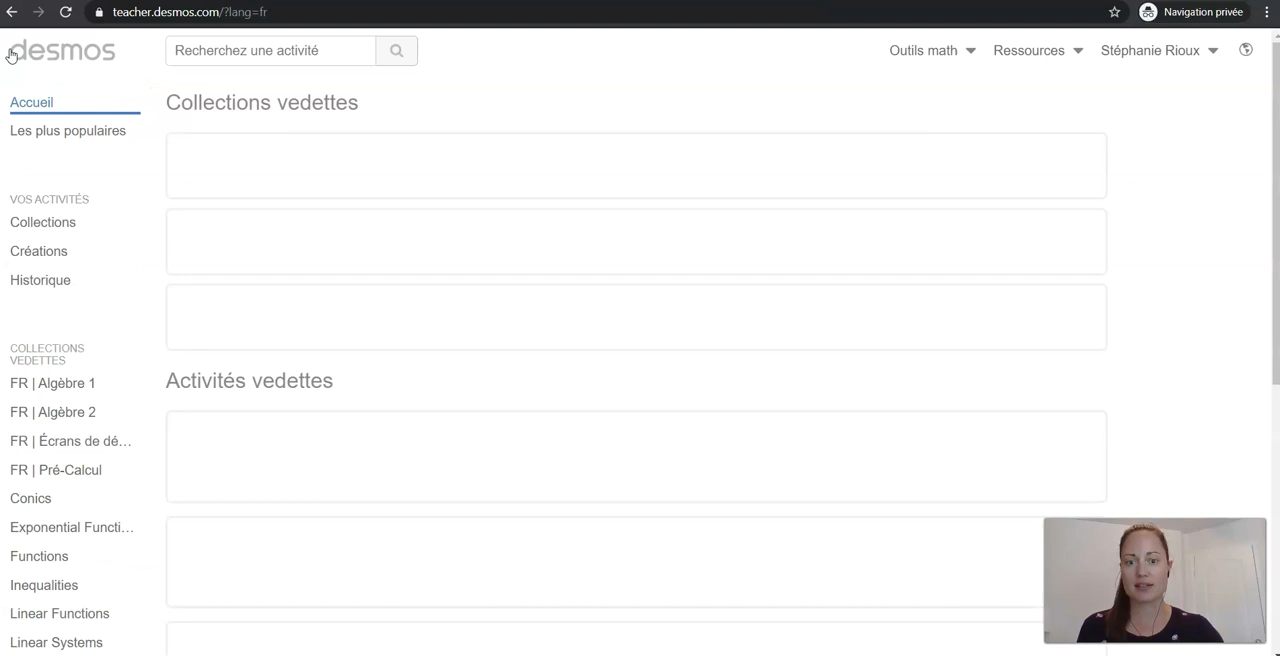 teacher.desmos.com/?lang=fr
Navigation privée
desmos
Recherchez une activité
Outils math
Ressources
Stéphanie Rioux
Accueil
Les plus populaires
VOS ACTIVITÉS
Collections
Créations
Historique
COLLECTIONS
VEDETTES
FR | Algèbre 1
FR | Algèbre 2
FR | Écrans de dé...
FR | Pré-Calcul
Conics
Exponential Functi...
Functions
Inequalities
Linear Functions
Linear Systems
Collections vedettes
Activités vedettes